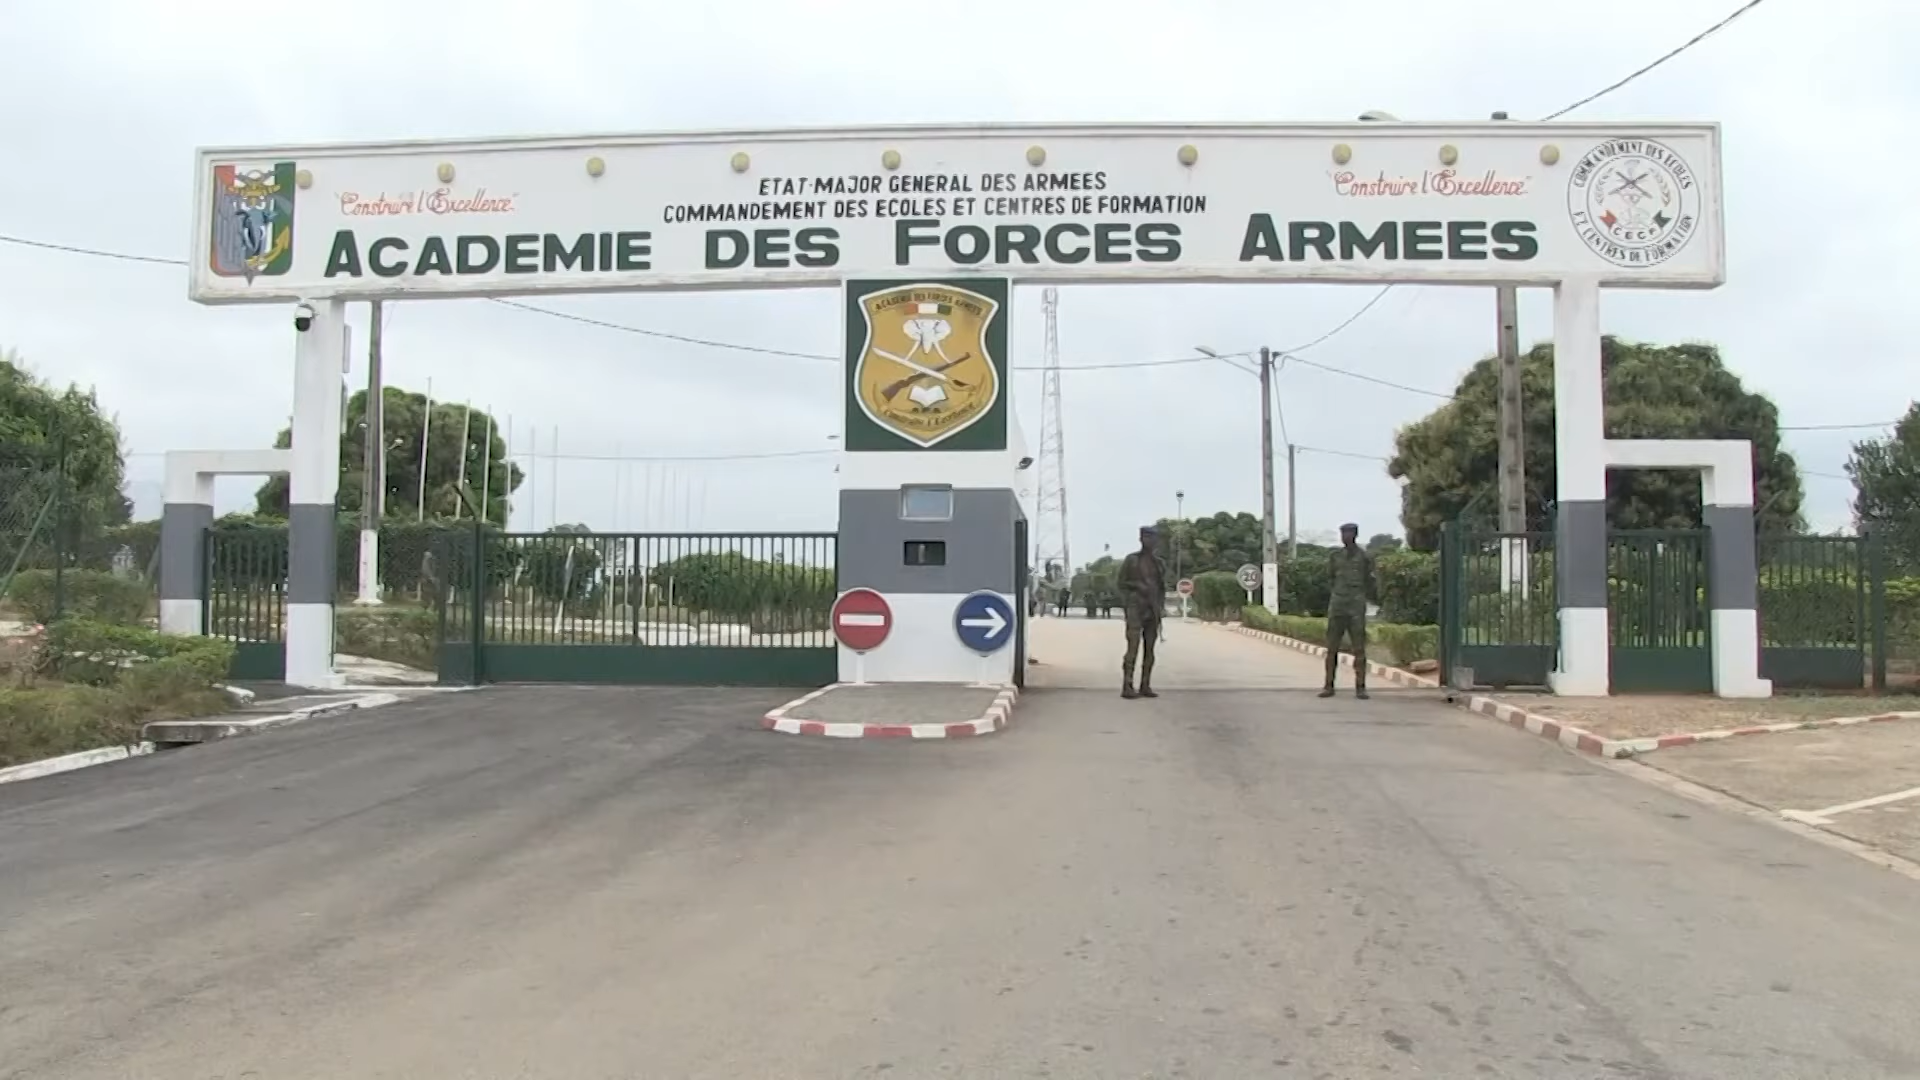 "Construire l'Excellence"
ETAT-MAJOR GENERAL DES ARMEES
COMMANDEMENT DES ECOLES ET CENTRES DE FORMATION
"Construire l'Excellence"
ACADEMIE DES FORCES ARMEES
COMMANDEMENT DES ECOLES
ET CENTRES DE FORMATION
CECF
ACADEMIE DES FORCES ARMEES
A.F.A
Construire l'Excellence
20